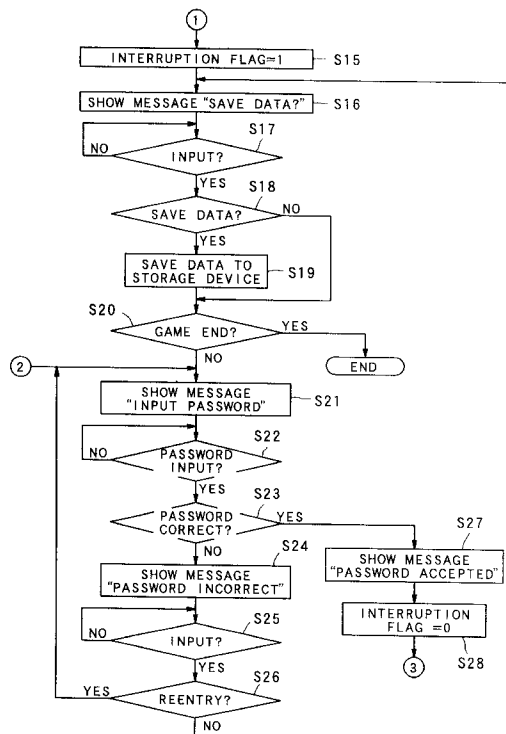 1
INTERRUPTION FLAG=1
S15
SHOW MESSAGE "SAVE DATA?"
S16
S17
NO
INPUT?
YES
S18
SAVE DATA?
NO
YES
SAVE DATA TO
STORAGE DEVICE
S19
S20
GAME END?
YES
END
NO
2
SHOW MESSAGE
"INPUT PASSWORD"
S21
S22
NO
PASSWORD
INPUT?
YES
S23
PASSWORD
CORRECT?
YES
NO
S24
SHOW MESSAGE
"PASSWORD INCORRECT"
S27
SHOW MESSAGE
"PASSWORD ACCEPTED"
INTERRUPTION
FLAG =0
S28
3
S25
NO
INPUT?
YES
S26
YES
REENTRY?
NO